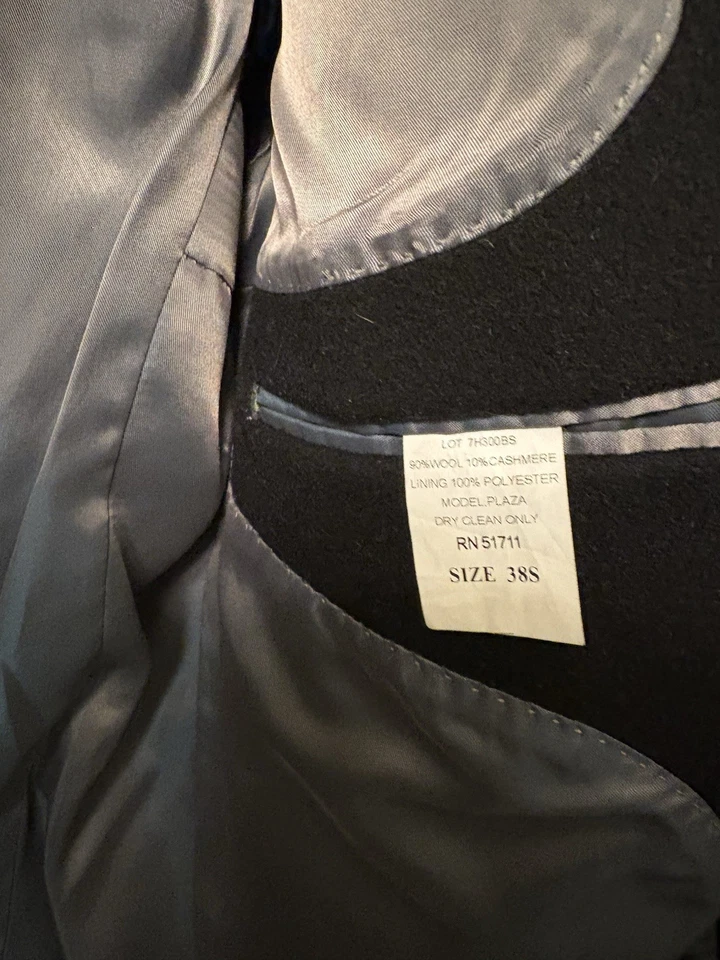 LOT 7H300BS
90%WOOL 10%CASHMERE
LINING 100% POLYESTER
MODEL.PLAZA
DRY CLEAN ONLY
RN 51711
SIZE 38S